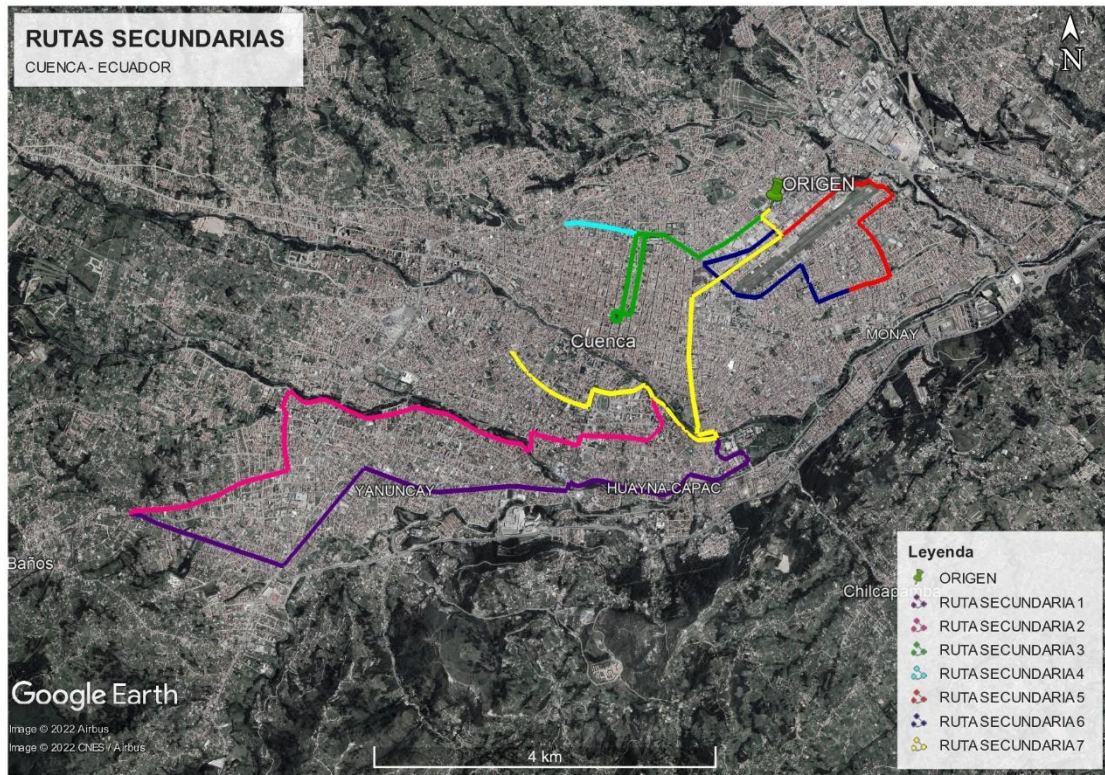 RUTAS SECUNDARIAS
CUENCA - ECUADOR
N
ORIGEN
Cuenca
MONAY
YANUNCAY
HUAYNA CAPAC
Baños
Chilcapamba
Leyenda
ORIGEN
RUTA SECUNDARIA 1
RUTA SECUNDARIA 2
RUTA SECUNDARIA 3
RUTA SECUNDARIA 4
RUTA SECUNDARIA 5
RUTA SECUNDARIA 6
RUTA SECUNDARIA 7
Google Earth
Image © 2022 Airbus
Image © 2022 CNES / Airbus
4 km